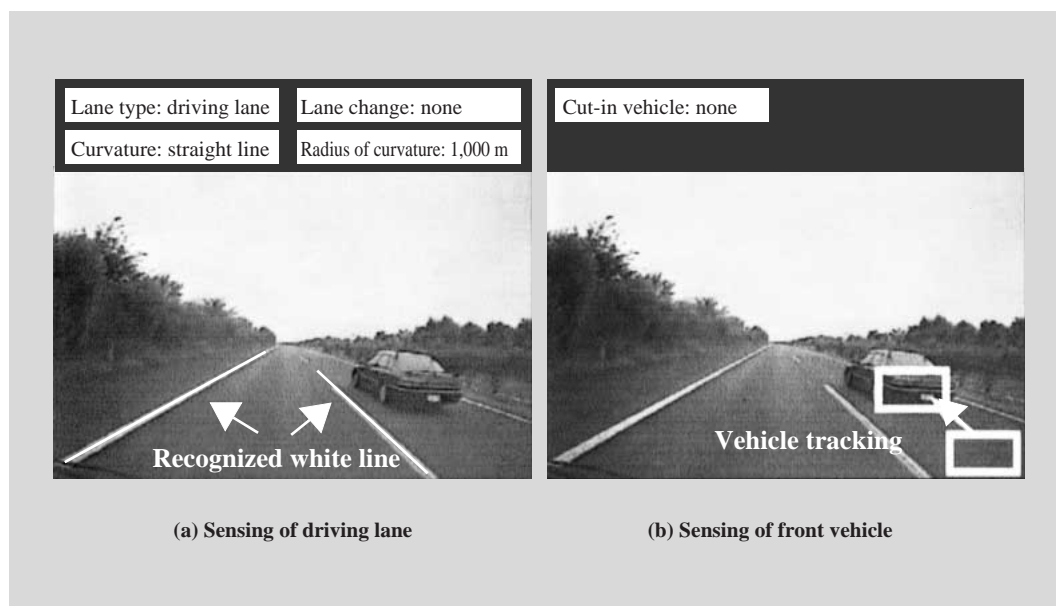 Lane type: driving lane
Lane change: none
Curvature: straight line
Radius of curvature: 1,000 m
Recognized white line
(a) Sensing of driving lane
Cut-in vehicle: none
Vehicle tracking
(b) Sensing of front vehicle